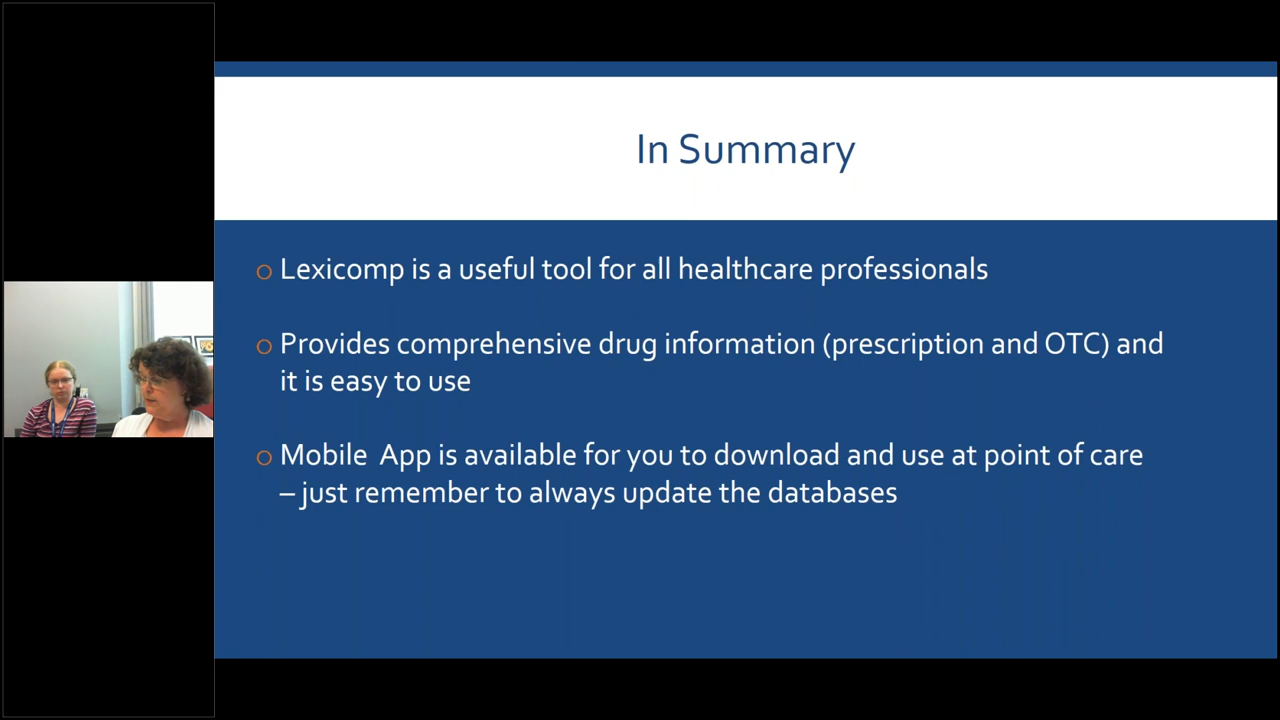 In Summary
o Lexicomp is a useful tool for all healthcare professionals
o Provides comprehensive drug information (prescription and OTC) and
it is easy to use
o Mobile  App is available for you to download and use at point of care
– just remember to always update the databases